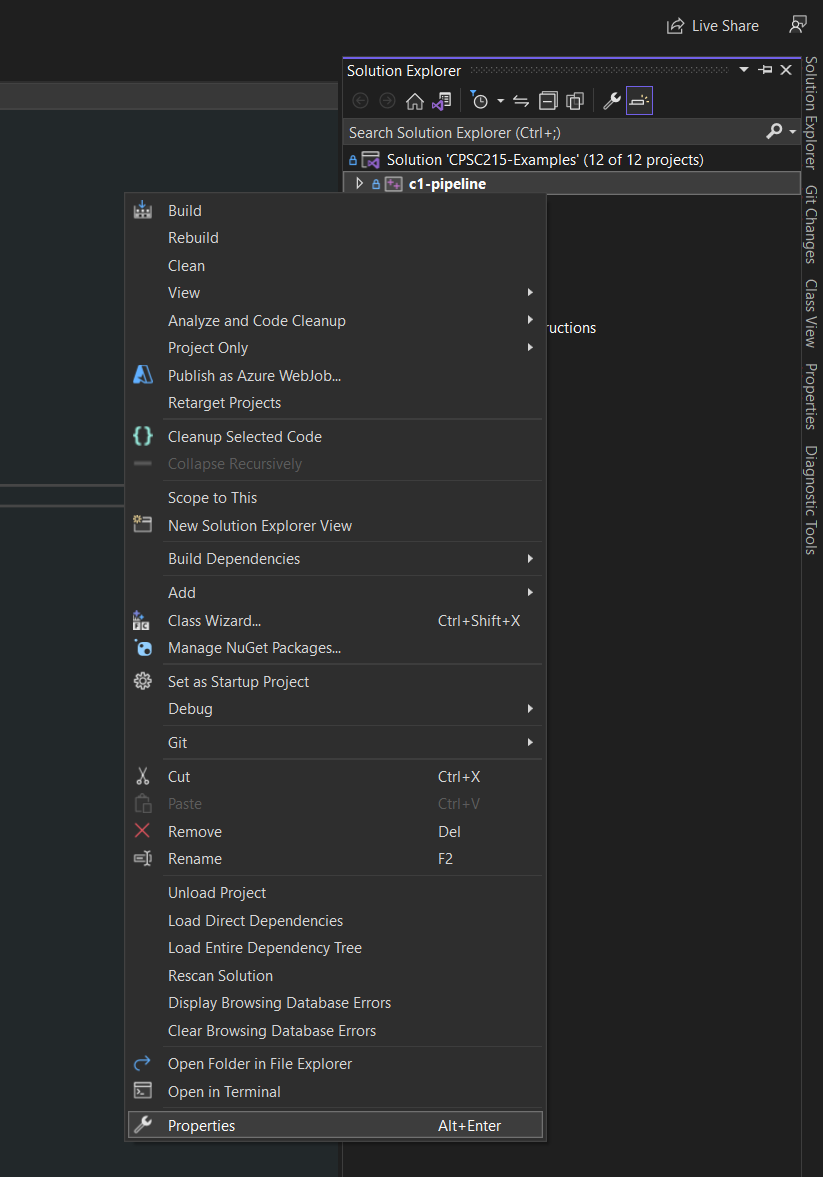 Live Share
Solution Explorer
Search Solution Explorer (Ctrl+;)
Solution 'CPSC215-Examples' (12 of 12 projects)
c1-pipeline
Build
Rebuild
Clean
View
Analyze and Code Cleanup
Project Only
Publish as Azure WebJob...
Retarget Projects
Cleanup Selected Code
Collapse Recursively
Scope to This
New Solution Explorer View
Build Dependencies
Add
Class Wizard... Ctrl+Shift+X
Manage NuGet Packages...
Set as Startup Project
Debug
Git
Cut Ctrl+X
Paste Ctrl+V
Remove Del
Rename F2
Unload Project
Load Direct Dependencies
Load Entire Dependency Tree
Rescan Solution
Display Browsing Database Errors
Clear Browsing Database Errors
Open Folder in File Explorer
Open in Terminal
Properties Alt+Enter
Solution Explorer
Git Changes
Class View
Properties
Diagnostic Tools